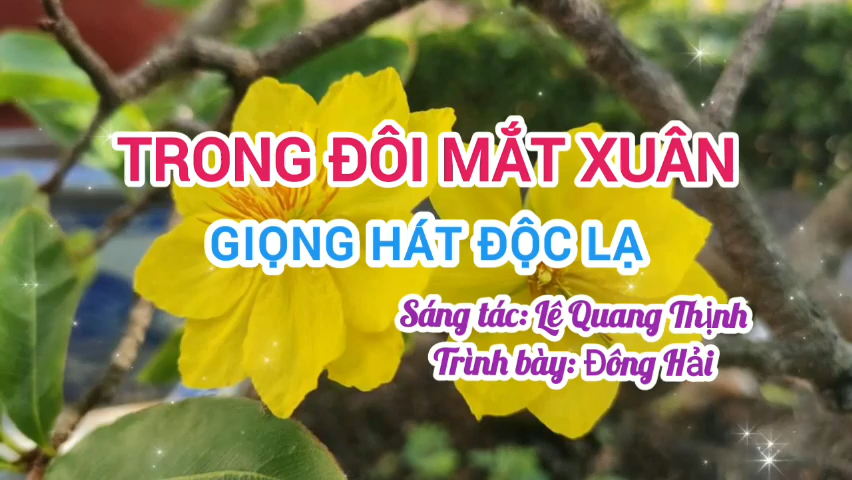 TRONG ĐÔI MẮT XUÂN
GIỌNG HÁT ĐỘC LẠ
Sáng tác: Lê Quang Thịnh
Trình bày: Đông Hải